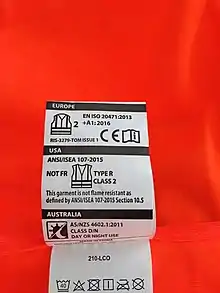 EUROPE
EN ISO 20471:2013
+A1:2016
2
RIS-3279-TOM ISSUE 1
CE
USA
ANSI/ISEA 107-2015
NOT FR
TYPE R
CLASS 2
This garment is not flame resistant as
defined by ANSI/ISEA 107-2015 Section 10.5
AUSTRALIA
AS/NZS 4602.1:2011
CLASS D/N
DAY OR NIGHT USE
210-LCO
40